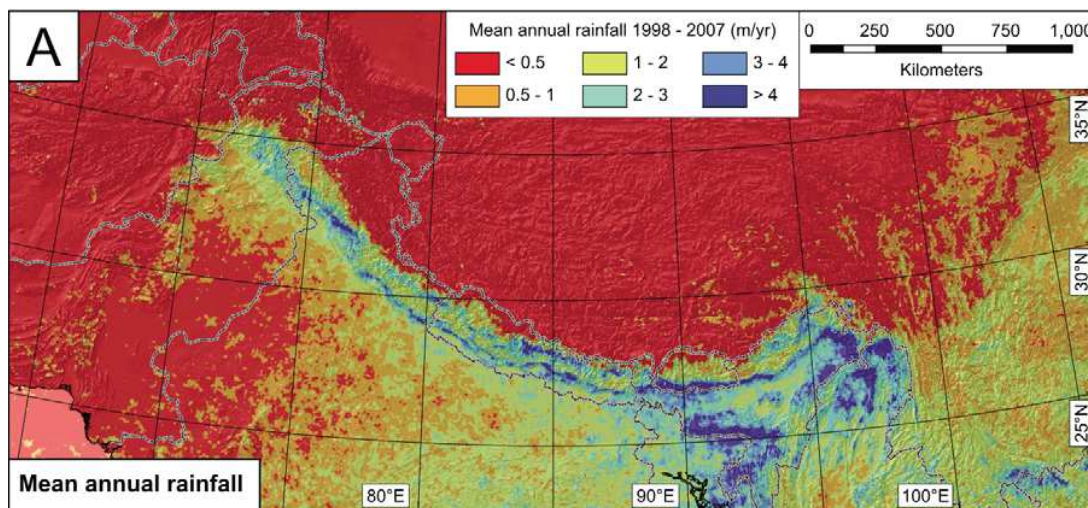 A
Mean annual rainfall 1998 - 2007 (m/yr)
< 0.5
1 - 2
3 - 4
0.5 - 1
2 - 3
> 4
0 250 500 750 1,000
Kilometers
35°N
30°N
25°N
Mean annual rainfall
80°E
90°E
100°E